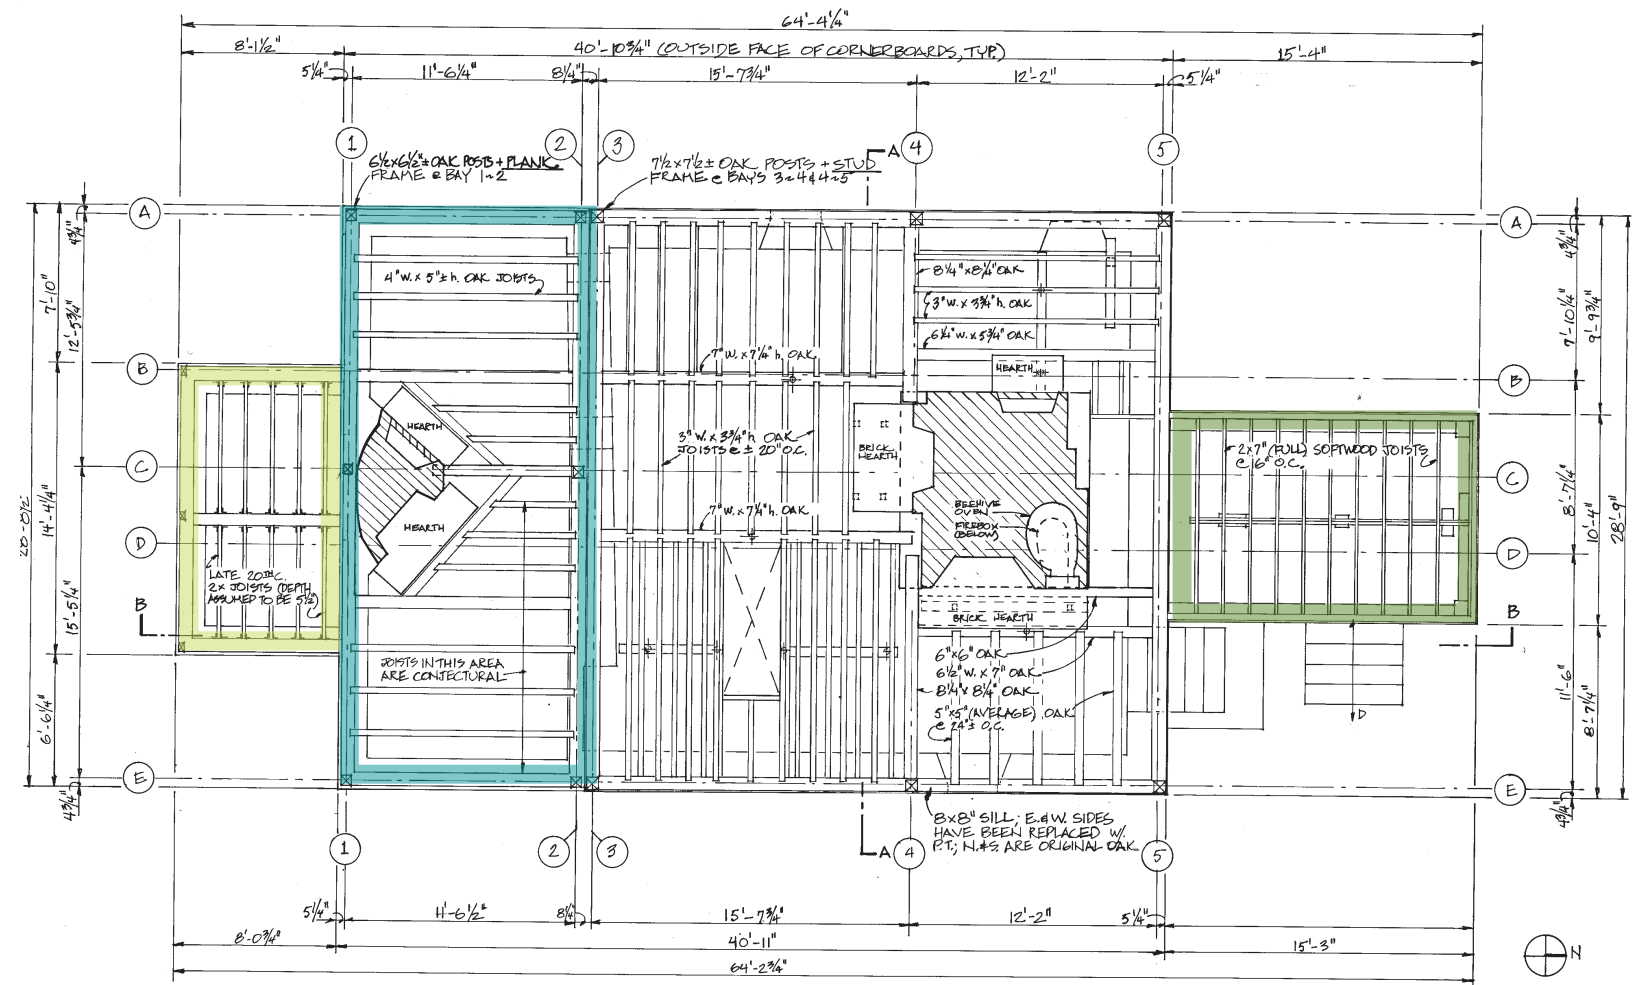 64'-4¼"
8'-1½"
40'-10¾" (OUTSIDE FACE OF CORNERBOARDS, TYP.)
15'-4"
5¼"
11'-6¼"
8¼"
15'-7¾"
12'-2"
5¼"
1
2
3
A
4
5
6½x6½"± OAK POSTS + PLANK
FRAME @ BAY 1-2
7½x7½± OAK POSTS + STUD
FRAME @ BAYS 3-4 & 4-5
A
A
4¾"
4¾"
7'-10"
12'-5¾"
7'-10¼"
9'-9¾"
4"W. x 5"± h. OAK JOISTS
8¼"x8¼" OAK
3"W. x 3¾"h. OAK
6¼"W. x 5¾" OAK
7"W. x 7¼"h. OAK
HEARTH
B
B
HEARTH
3"W. x 3¾"h. OAK
JOISTS @ ± 20" O.C.
BRICK
HEARTH
2x7" (FULL) SOFTWOOD JOISTS
@ 16" O.C.
C
C
14'-4¼"
8'-7¼"
10'-4"
28'-9"
HEARTH
7"W. x 7¼"h. OAK
BEEHIVE
OVEN
FIREBOX
(BELOW)
D
D
LATE 20TH C.
2x JOISTS (DEPTH
ASSUMED TO BE 5½")
B
B
15'-5¼"
BRICK HEARTH
JOISTS IN THIS AREA
ARE CONJECTURAL
6"x6" OAK
6½"W. x 7" OAK
8¼"x8¼" OAK
5"x5" (AVERAGE) OAK
@ 24"± O.C.
D
6'-6¼"
11'-6"
8'-7¼"
E
E
4¾"
4¾"
8x8" SILL; E. & W. SIDES
HAVE BEEN REPLACED W/
P.T.; N. & S. ARE ORIGINAL OAK
1
2
3
A
4
5
5¼"
11'-6½"
8¼"
15'-7¾"
12'-2"
5¼"
8'-0¾"
40'-11"
15'-3"
64'-2¾"
N